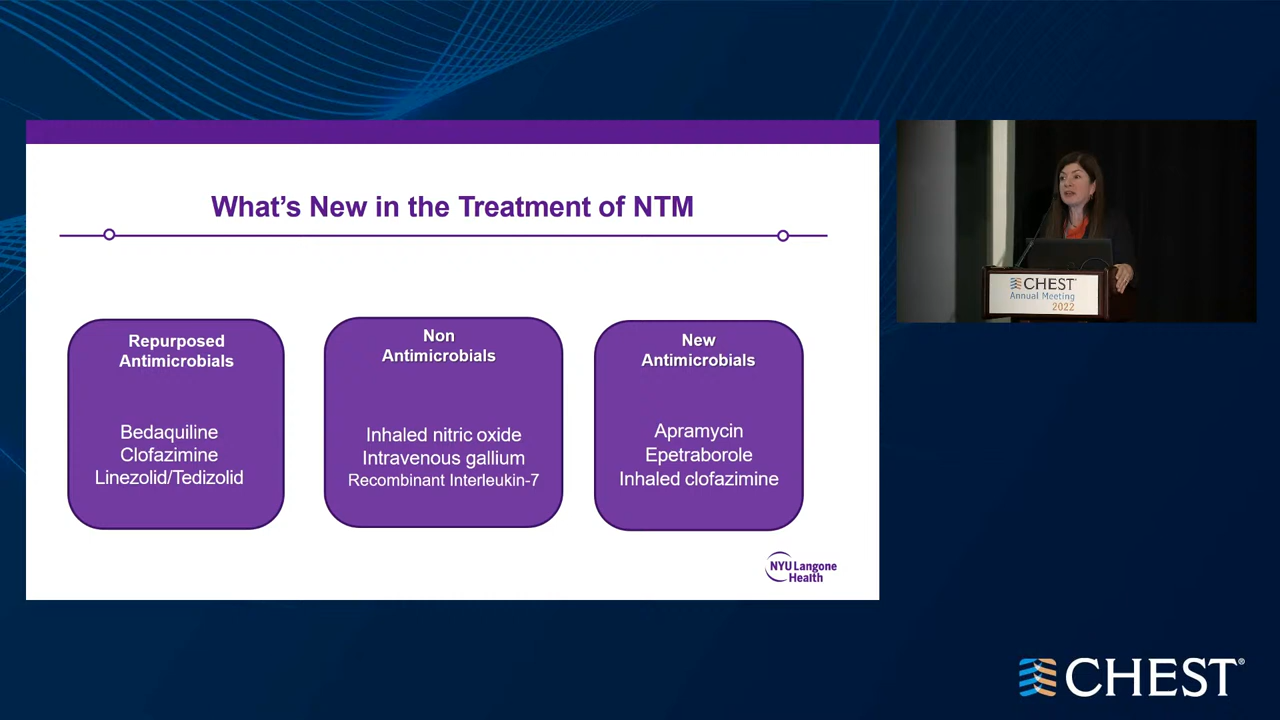 What's New in the Treatment of NTM
Repurposed
Antimicrobials
Bedaquiline
Clofazimine
Linezolid/Tedizolid
Non
Antimicrobials
Inhaled nitric oxide
Intravenous gallium
Recombinant Interleukin-7
New
Antimicrobials
Apramycin
Epetraborole
Inhaled clofazimine
NYU Langone
Health
CHEST®
Annual Meeting
2022
CHEST®